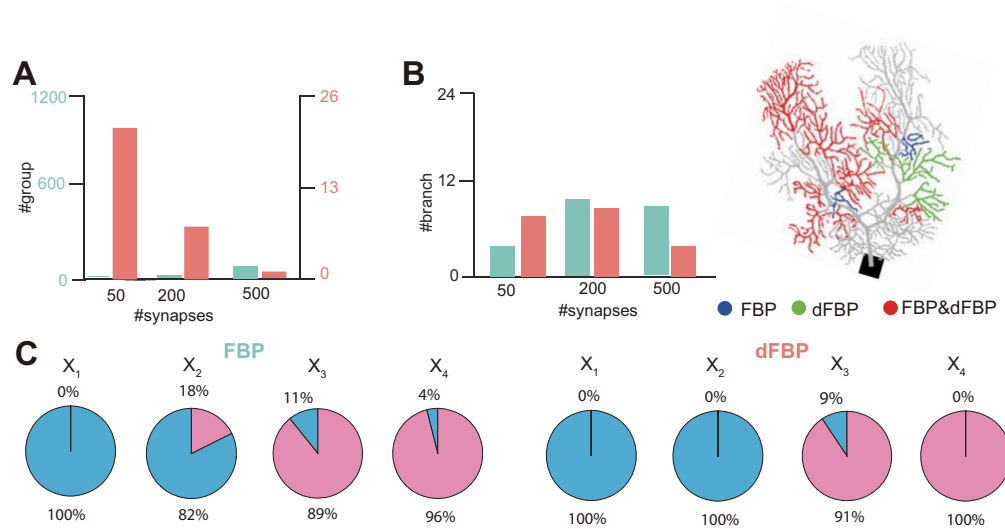 A
1200
600
0
#group
26
13
0
50 200 500
#synapses
B
24
12
0
#branch
50 200 500
#synapses
FBP dFBP FBP&dFBP
C
FBP
X1 X2 X3 X4
0% 18% 11% 4%
100% 82% 89% 96%
dFBP
X1 X2 X3 X4
0% 0% 9% 0%
100% 100% 91% 100%